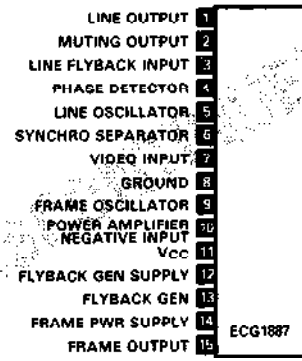 LINE OUTPUT 1
MUTING OUTPUT 2
LINE FLYBACK INPUT 3
PHASE DETECTOR 4
LINE OSCILLATOR 5
SYNCHRO SEPARATOR 6
VIDEO INPUT 7
GROUND 8
FRAME OSCILLATOR 9
POWER AMPLIFIER 10
NEGATIVE INPUT
Vcc 11
FLYBACK GEN SUPPLY 12
FLYBACK GEN 13
FRAME PWR SUPPLY 14
FRAME OUTPUT 15
ECG1887